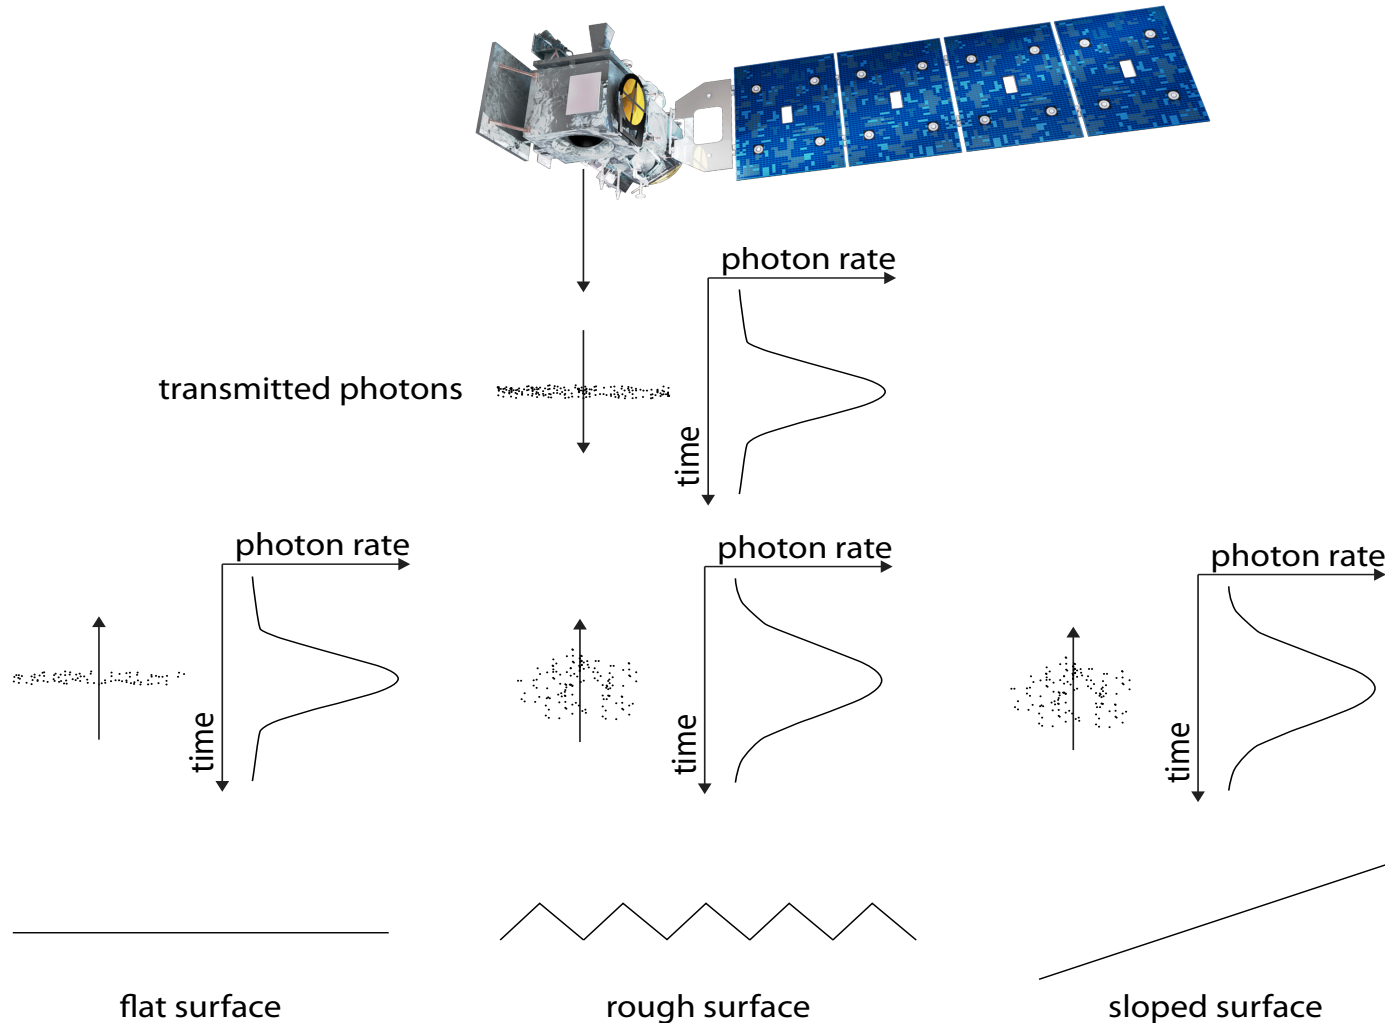 photon rate
transmitted photons
time
photon rate
photon rate
photon rate
time
time
time
flat surface
rough surface
sloped surface